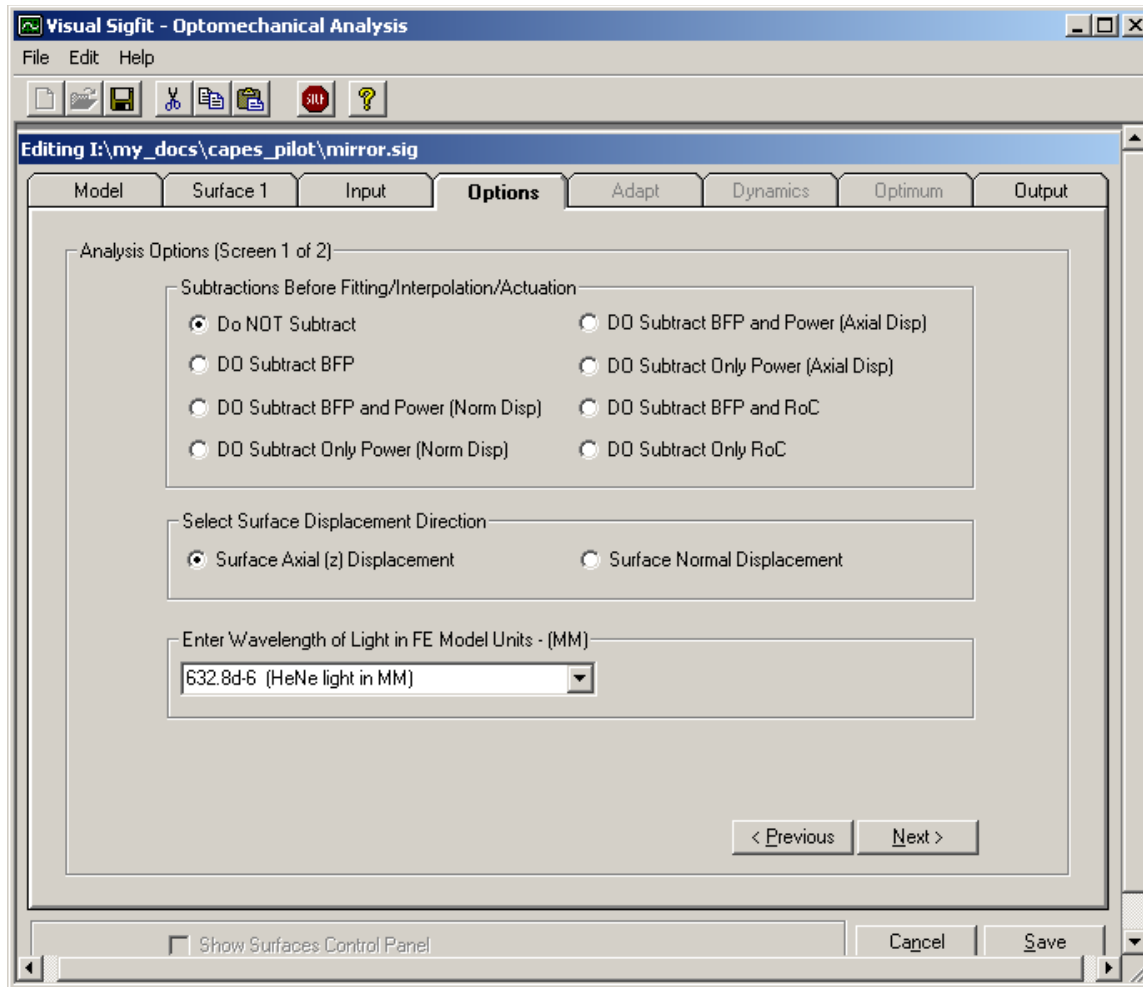 Visual Sigfit - Optomechanical Analysis
File Edit Help
STOP ?
Editing I:\my_docs\capes_pilot\mirror.sig
Model Surface 1 Input Options Adapt Dynamics Optimum Output
Analysis Options (Screen 1 of 2)
Subtractions Before Fitting/Interpolation/Actuation
Do NOT Subtract DO Subtract BFP and Power (Axial Disp)
DO Subtract BFP DO Subtract Only Power (Axial Disp)
DO Subtract BFP and Power (Norm Disp) DO Subtract BFP and RoC
DO Subtract Only Power (Norm Disp) DO Subtract Only RoC
Select Surface Displacement Direction
Surface Axial (z) Displacement Surface Normal Displacement
Enter Wavelength of Light in FE Model Units - (MM)
632.8d-6 (HeNe light in MM)
< Previous Next >
Show Surfaces Control Panel Cancel Save